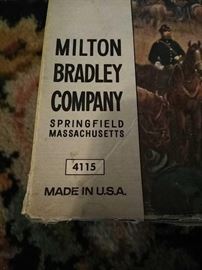 MILTON
BRADLEY
COMPANY
SPRINGFIELD
MASSACHUSETTS
4115
MADE IN U.S.A.